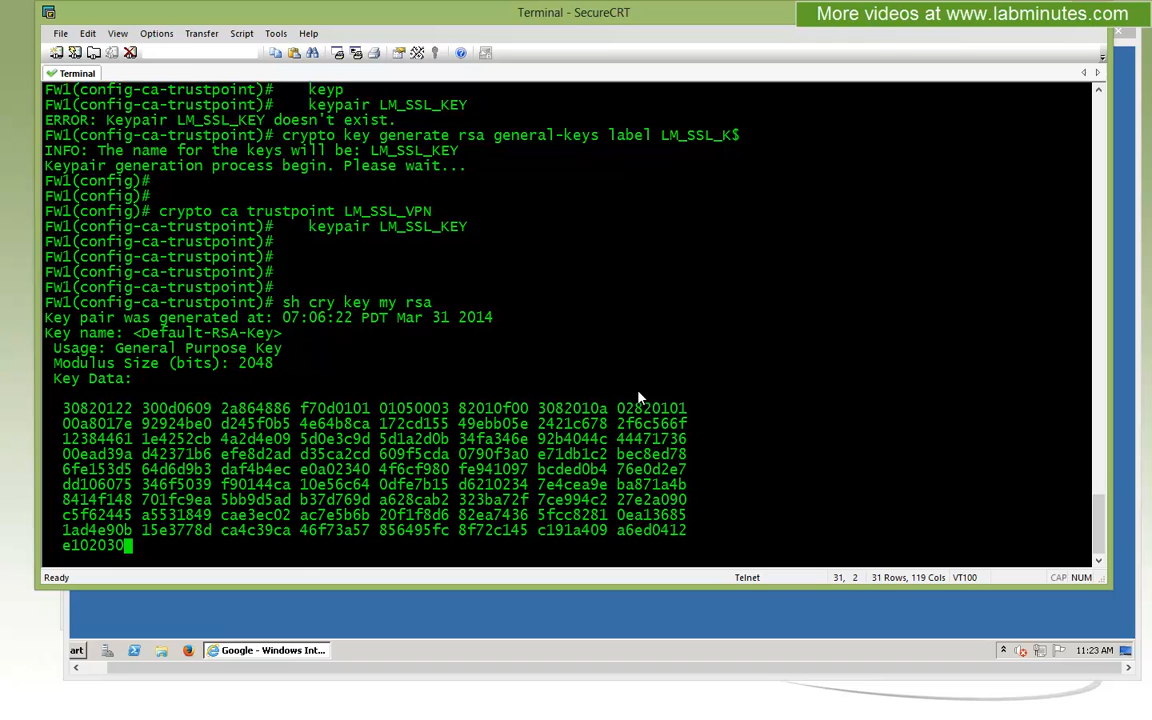 Terminal - SecureCRT
More videos at www.labminutes.com
File Edit View Options Transfer Script Tools Help
Terminal
FW1(config-ca-trustpoint)#    keyp
FW1(config-ca-trustpoint)#    keypair LM_SSL_KEY
ERROR: Keypair LM_SSL_KEY doesn't exist.
FW1(config-ca-trustpoint)# crypto key generate rsa general-keys label LM_SSL_K$
INFO: The name for the keys will be: LM_SSL_KEY
Keypair generation process begin. Please wait...
FW1(config)#
FW1(config)#
FW1(config)# crypto ca trustpoint LM_SSL_VPN
FW1(config-ca-trustpoint)#    keypair LM_SSL_KEY
FW1(config-ca-trustpoint)#
FW1(config-ca-trustpoint)#
FW1(config-ca-trustpoint)#
FW1(config-ca-trustpoint)#
FW1(config-ca-trustpoint)# sh cry key my rsa
Key pair was generated at: 07:06:22 PDT Mar 31 2014
Key name: <Default-RSA-Key>
Usage: General Purpose Key
Modulus Size (bits): 2048
Key Data:
30820122 300d0609 2a864886 f70d0101 01050003 82010f00 3082010a 02820101
00a8017e 92924be0 d245f0b5 4e64b8ca 172cd155 49ebb05e 2421c678 2f6c566f
12384461 1e4252cb 4a2d4e09 5d0e3c9d 5d1a2d0b 34fa346e 92b4044c 44471736
00ead39a d42371b6 efe8d2ad d35ca2cd 609f5cda 0790f3a0 e71db1c2 bec8ed78
6fe153d5 64d6d9b3 daf4b4ec e0a02340 4f6cf980 fe941097 bcded0b4 76e0d2e7
dd106075 346f5039 f90144ca 10e56c64 0dfe7b15 d6210234 7e4cea9e ba871a4b
8414f148 701fc9ea 5bb9d5ad b37d769d a628cab2 323ba72f 7ce994c2 27e2a090
c5f62445 a5531849 cae3ec02 ac7e5b6b 20f1f8d6 82ea7436 5fcc8281 0ea13685
1ad4e90b 15e3778d ca4c39ca 46f73a57 856495fc 8f72c145 c191a409 a6ed0412
e102030
Ready Telnet 31, 2 31 Rows, 119 Cols VT100 CAP NUM
art Google - Windows Int... 11:23 AM